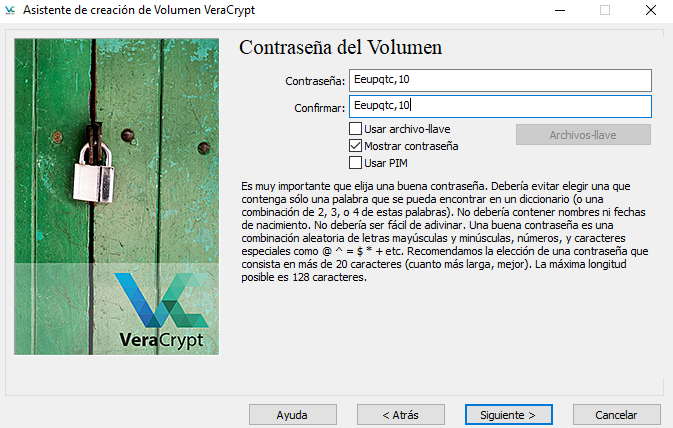 Asistente de creación de Volumen VeraCrypt
Contraseña del Volumen
Contraseña: Eeupqtc,10
Confirmar: Eeupqtc,10
Usar archivo-llave
Archivos-llave
Mostrar contraseña
Usar PIM
Es muy importante que elija una buena contraseña. Debería evitar elegir una que
contenga sólo una palabra que se pueda encontrar en un diccionario (o una
combinación de 2, 3, o 4 de estas palabras). No debería contener nombres ni fechas
de nacimiento. No debería ser fácil de adivinar. Una buena contraseña es una
combinación aleatoria de letras mayúsculas y minúsculas, números, y caracteres
especiales como @ ^ = $ * + etc. Recomendamos la elección de una contraseña que
consista en más de 20 caracteres (cuanto más larga, mejor). La máxima longitud
posible es 128 caracteres.
VeraCrypt
Ayuda
< Atrás
Siguiente >
Cancelar